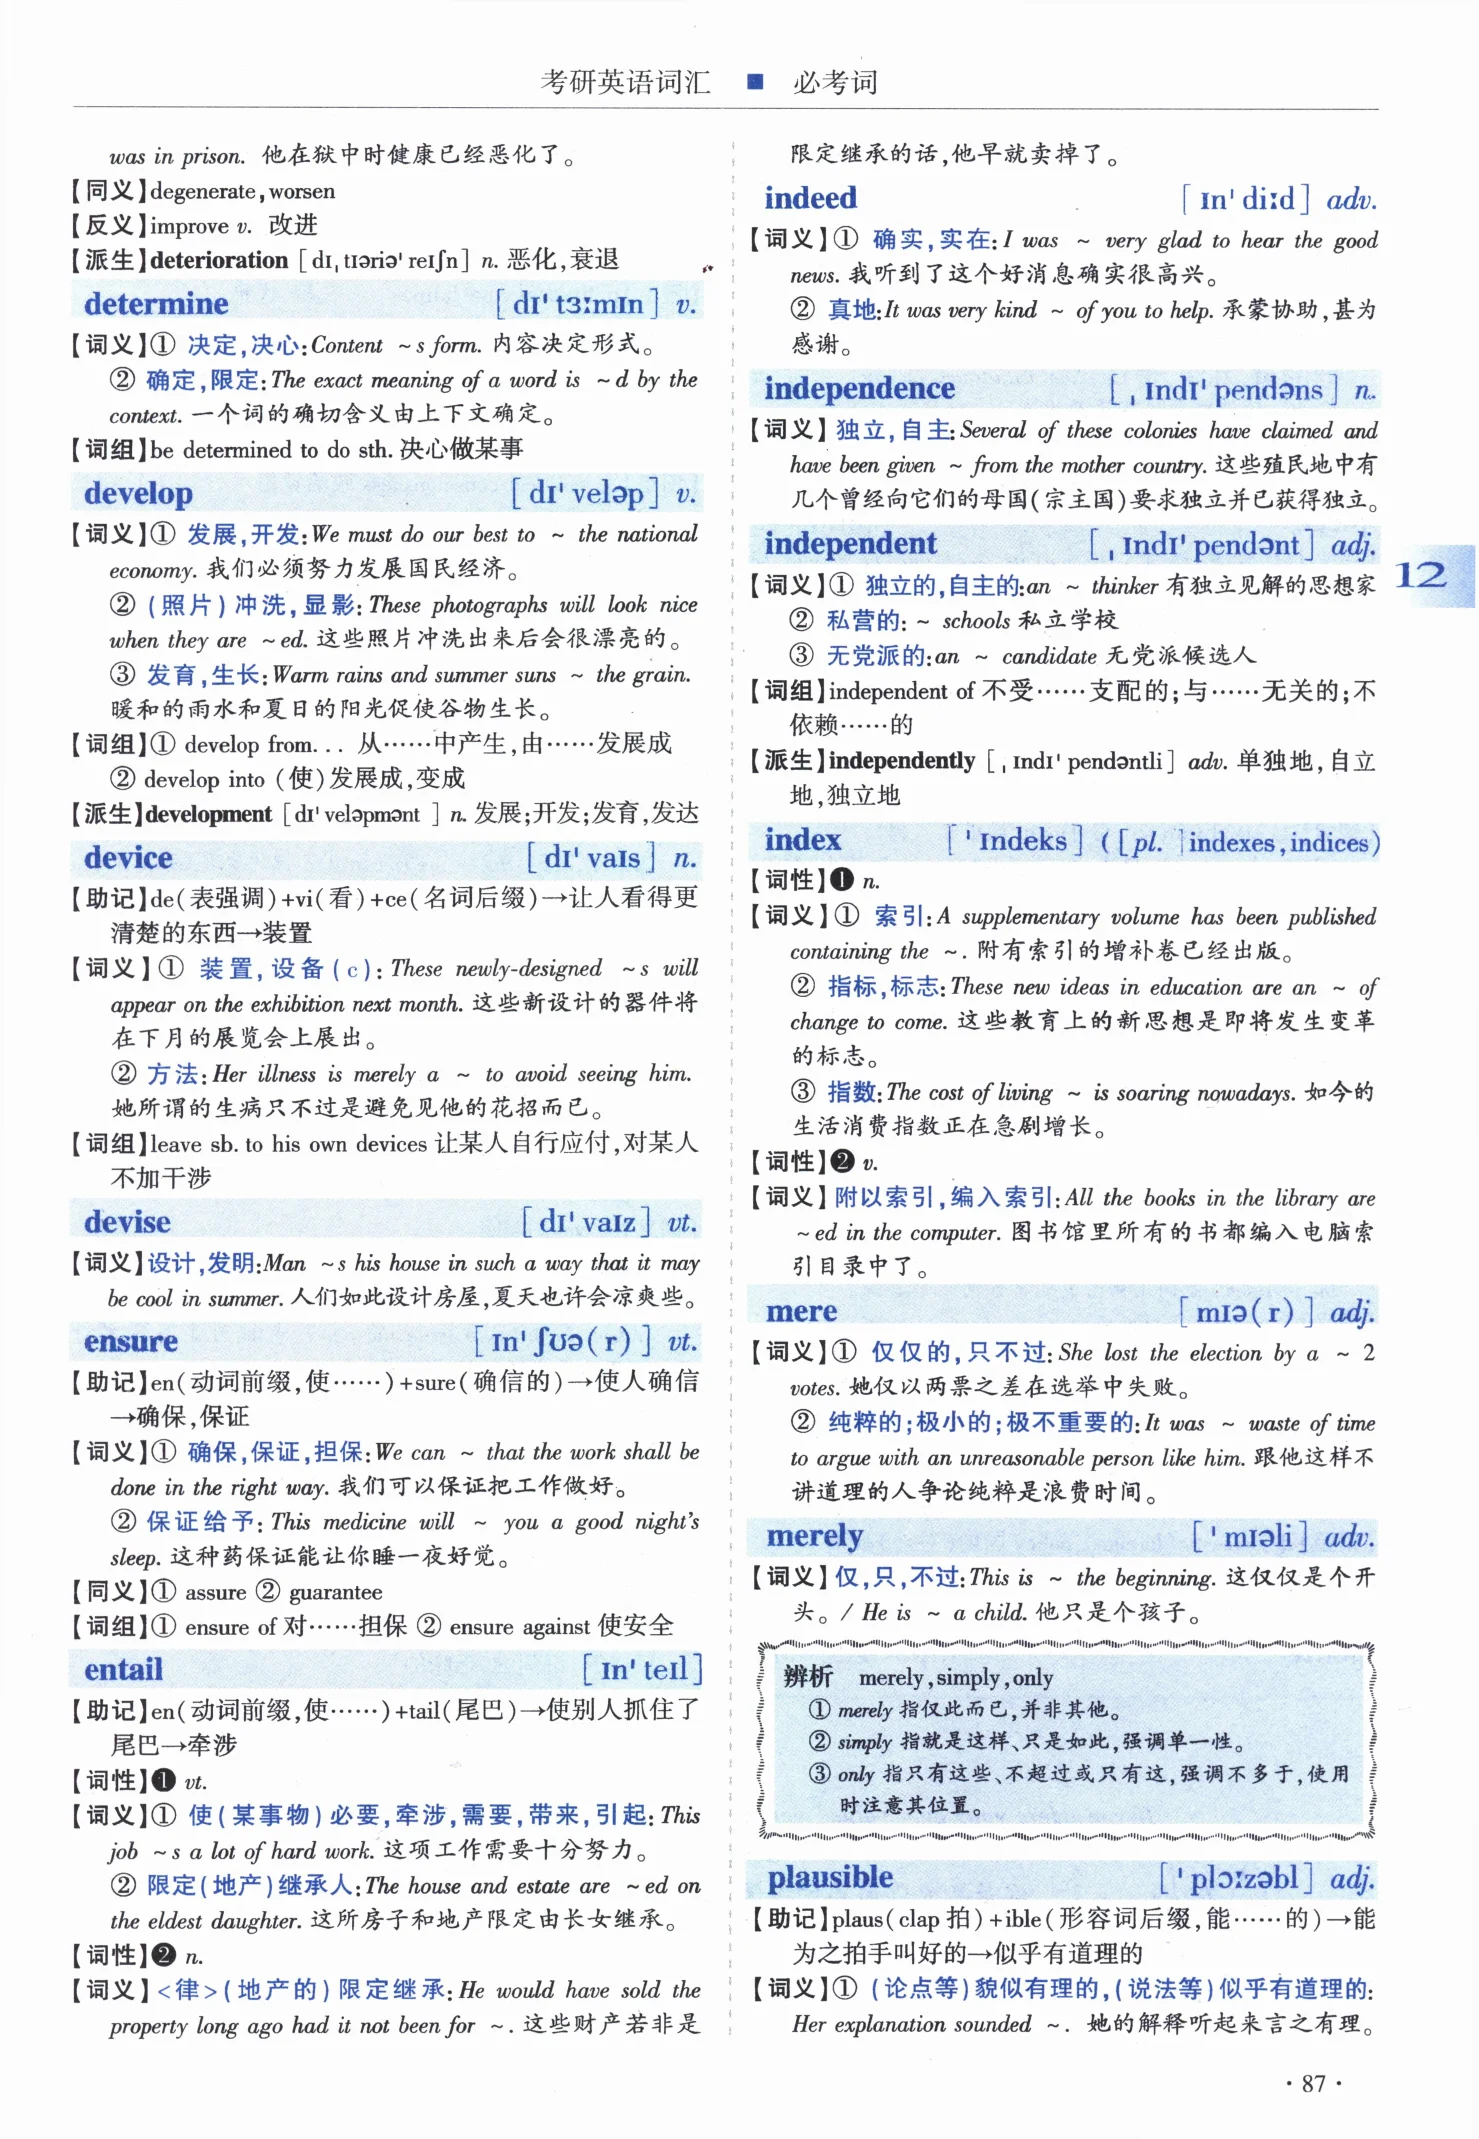 考研英语词汇 ■ 必考词
was in prison. 他在狱中时健康已经恶化了。
【同义】degenerate, worsen
【反义】improve v. 改进
【派生】deterioration [dɪˌtɪəriə'reɪʃn] n. 恶化,衰退
determine [dɪ'tɜːmɪn] v.
【词义】① 决定,决心:Content ~s form. 内容决定形式。
② 确定,限定:The exact meaning of a word is ~d by the
context. 一个词的确切含义由上下文确定。
【词组】be determined to do sth. 决心做某事
develop [dɪ'veləp] v.
【词义】① 发展,开发:We must do our best to ~ the national
economy. 我们必须努力发展国民经济。
② (照片)冲洗,显影:These photographs will look nice
when they are ~ed. 这些照片冲洗出来后会很漂亮的。
③ 发育,生长:Warm rains and summer suns ~ the grain.
暖和的雨水和夏日的阳光促使谷物生长。
【词组】① develop from... 从……中产生,由……发展成
② develop into (使)发展成,变成
【派生】development [dɪ'veləpmənt] n. 发展;开发;发育,发达
device [dɪ'vaɪs] n.
【助记】de(表强调)+vi(看)+ce(名词后缀)→让人看得更
清楚的东西→装置
【词义】① 装置,设备(c): These newly-designed ~s will
appear on the exhibition next month. 这些新设计的器件将
在下月的展览会上展出。
② 方法:Her illness is merely a ~ to avoid seeing him.
她所谓的生病只不过是避免见他的花招而已。
【词组】leave sb. to his own devices 让某人自行应付,对某人
不加干涉
devise [dɪ'vaɪz] vt.
【词义】设计,发明:Man ~s his house in such a way that it may
be cool in summer. 人们如此设计房屋,夏天也许会凉爽些。
ensure [ɪn'ʃʊə(r)] vt.
【助记】en(动词前缀,使……)+sure(确信的)→使人确信
→确保,保证
【词义】① 确保,保证,担保:We can ~ that the work shall be
done in the right way. 我们可以保证把工作做好。
② 保证给予: This medicine will ~ you a good night's
sleep. 这种药保证能让你睡一夜好觉。
【同义】① assure ② guarantee
【词组】① ensure of 对……担保 ② ensure against 使安全
entail [ɪn'teɪl]
【助记】en(动词前缀,使……)+tail(尾巴)→使别人抓住了
尾巴→牵涉
【词性】❶ vt.
【词义】① 使(某事物)必要,牵涉,需要,带来,引起: This
job ~s a lot of hard work. 这项工作需要十分努力。
② 限定(地产)继承人:The house and estate are ~ed on
the eldest daughter. 这所房子和地产限定由长女继承。
【词性】❷ n.
【词义】<律>(地产的)限定继承:He would have sold the
property long ago had it not been for ~. 这些财产若非是
限定继承的话,他早就卖掉了。
indeed [ɪn'diːd] adv.
【词义】① 确实,实在:I was ~ very glad to hear the good
news. 我听到了这个好消息确实很高兴。
② 真地:It was very kind ~ of you to help. 承蒙协助,甚为
感谢。
independence [ˌɪndɪ'pendəns] n.
【词义】独立,自主:Several of these colonies have claimed and
have been given ~ from the mother country. 这些殖民地中有
几个曾经向它们的母国(宗主国)要求独立并已获得独立。
independent [ˌɪndɪ'pendənt] adj.
【词义】① 独立的,自主的:an ~ thinker 有独立见解的思想家
② 私营的: ~ schools 私立学校
③ 无党派的:an ~ candidate 无党派候选人
【词组】independent of 不受……支配的;与……无关的;不
依赖……的
【派生】independently [ˌɪndɪ'pendəntli] adv. 单独地,自立
地,独立地
index ['ɪndeks] ([pl.] indexes, indices)
【词性】❶ n.
【词义】① 索引:A supplementary volume has been published
containing the ~. 附有索引的增补卷已经出版。
② 指标,标志:These new ideas in education are an ~ of
change to come. 这些教育上的新思想是即将发生变革
的标志。
③ 指数:The cost of living ~ is soaring nowadays. 如今的
生活消费指数正在急剧增长。
【词性】❷ v.
【词义】附以索引,编入索引:All the books in the library are
~ed in the computer. 图书馆里所有的书都编入电脑索
引目录中了。
mere [mɪə(r)] adj.
【词义】① 仅仅的,只不过:She lost the election by a ~ 2
votes. 她仅以两票之差在选举中失败。
② 纯粹的;极小的;极不重要的:It was ~ waste of time
to argue with an unreasonable person like him. 跟他这样不
讲道理的人争论纯粹是浪费时间。
merely ['mɪəli] adv.
【词义】仅,只,不过:This is ~ the beginning. 这仅仅是个开
头。/ He is ~ a child. 他只是个孩子。
辨析 merely, simply, only
① merely 指仅此而已,并非其他。
② simply 指就是这样、只是如此,强调单一性。
③ only 指只有这些、不超过或只有这,强调不多于,使用
时注意其位置。
plausible ['plɔːzəbl] adj.
【助记】plaus(clap 拍)+ible(形容词后缀,能……的)→能
为之拍手叫好的→似乎有道理的
【词义】① (论点等)貌似有理的,(说法等)似乎有道理的:
Her explanation sounded ~. 她的解释听起来言之有理。
12
· 87 ·